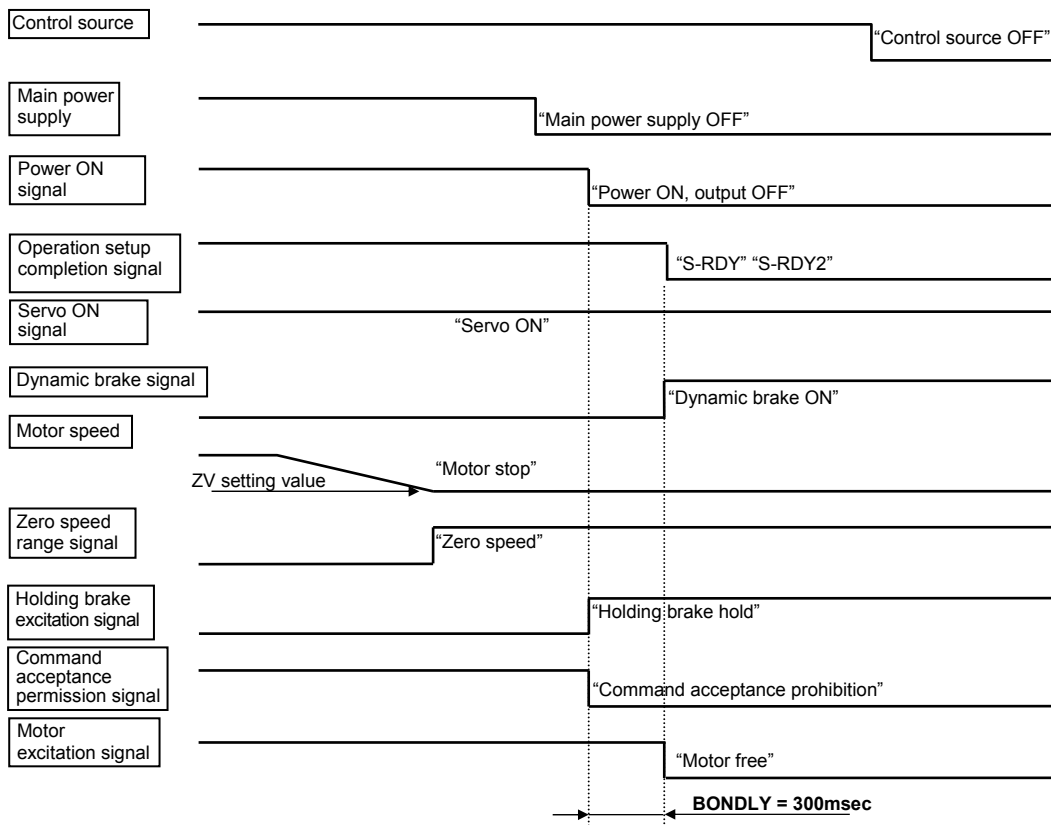 Control source
“Control source OFF”
Main power
supply
“Main power supply OFF”
Power ON
signal
“Power ON, output OFF”
Operation setup
completion signal
“S-RDY” “S-RDY2”
Servo ON
signal
“Servo ON”
Dynamic brake signal
“Dynamic brake ON”
Motor speed
“Motor stop”
ZV setting value
Zero speed
range signal
“Zero speed”
Holding brake
excitation signal
“Holding brake hold”
Command
acceptance
permission signal
“Command acceptance prohibition”
Motor
excitation signal
“Motor free”
BONDLY = 300msec